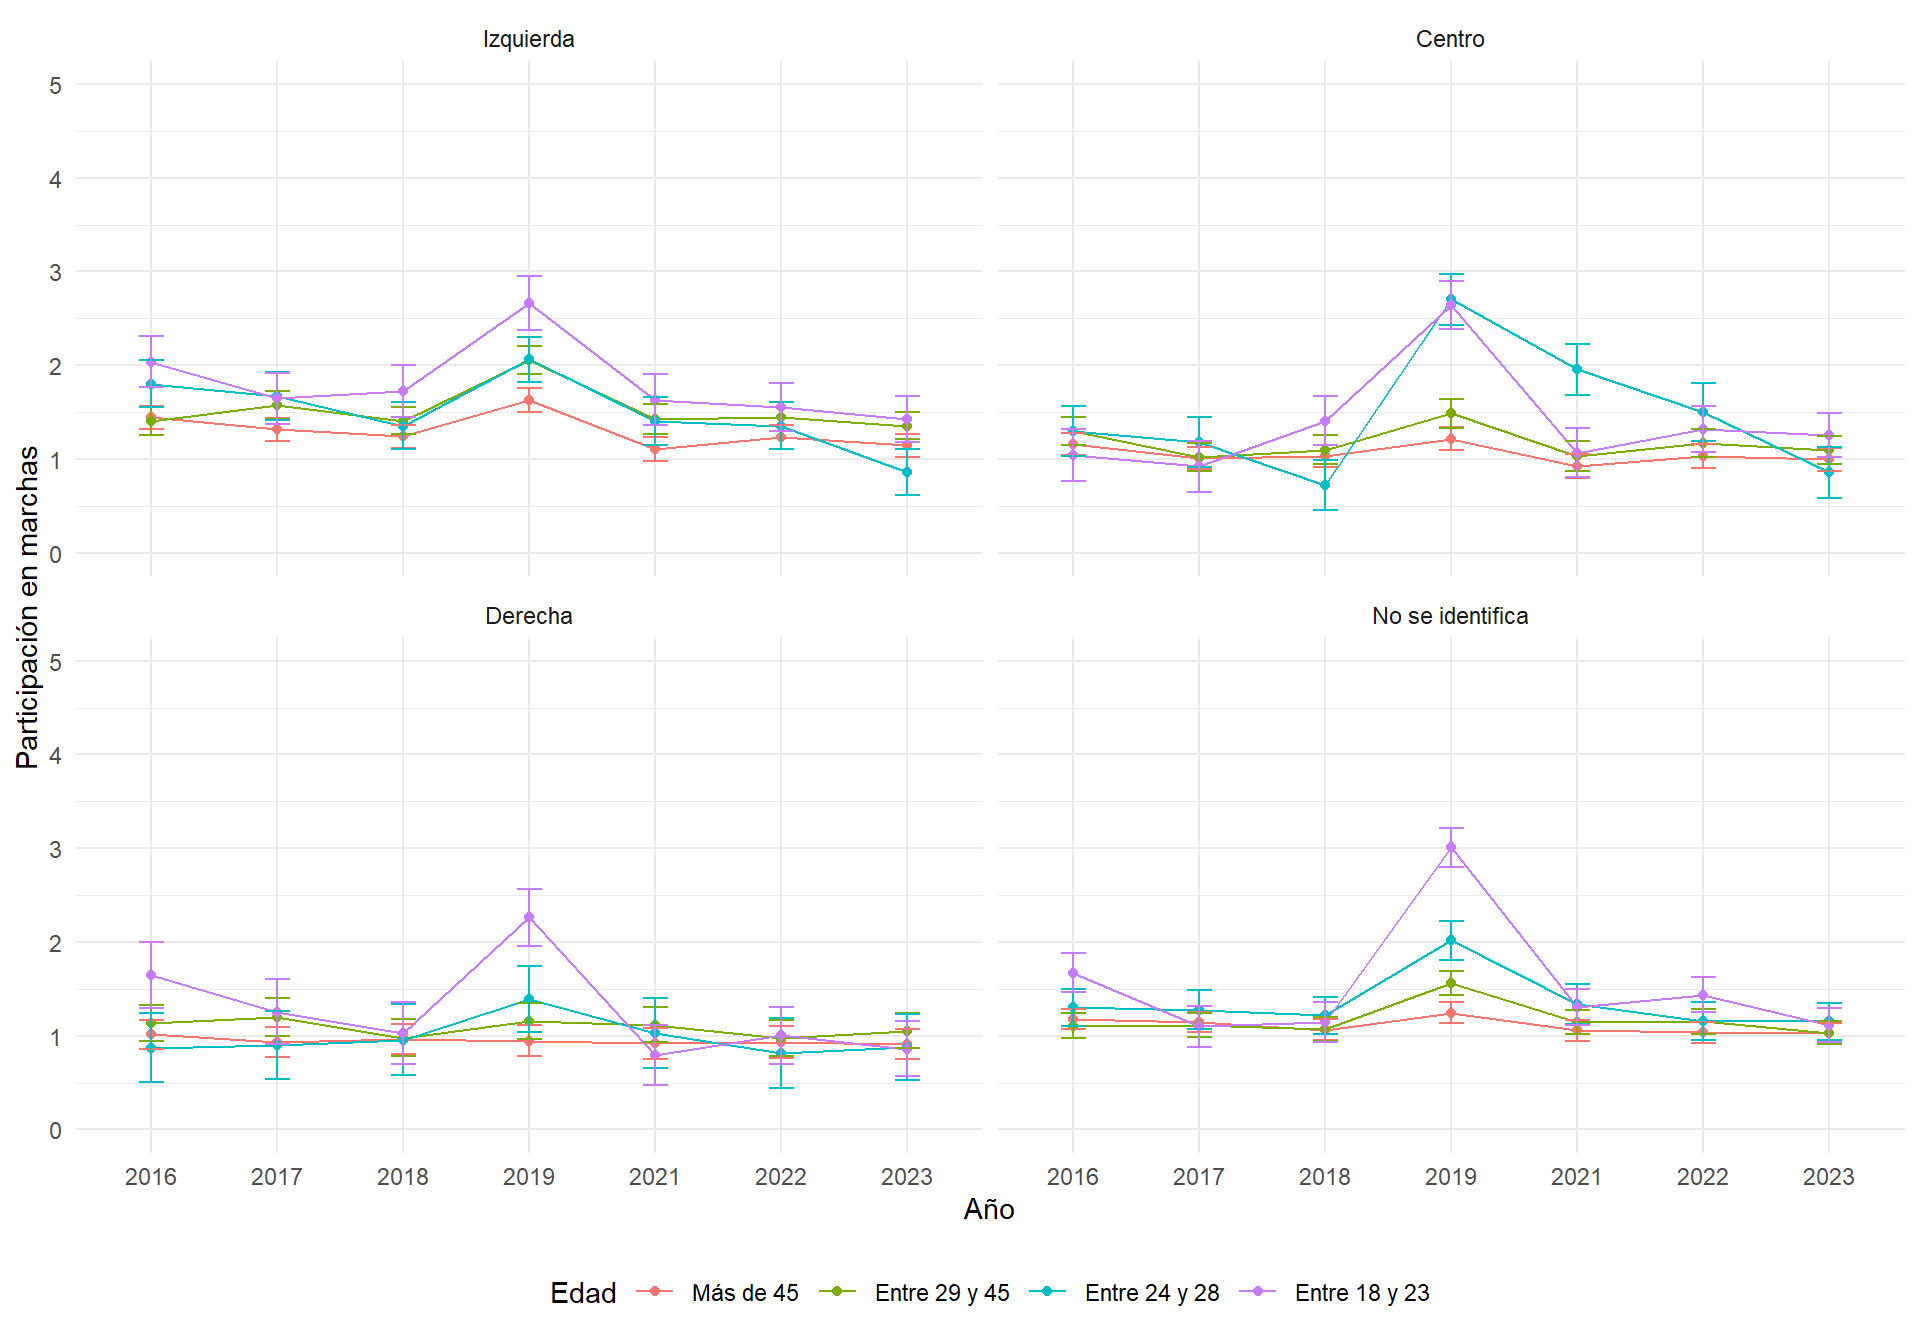 Izquierda
Centro
5
4
3
2
1
0
Derecha
No se identifica
5
4
3
2
1
0
Participación en marchas
2016 2017 2018 2019 2021 2022 2023
2016 2017 2018 2019 2021 2022 2023
Año
Edad Más de 45 Entre 29 y 45 Entre 24 y 28 Entre 18 y 23